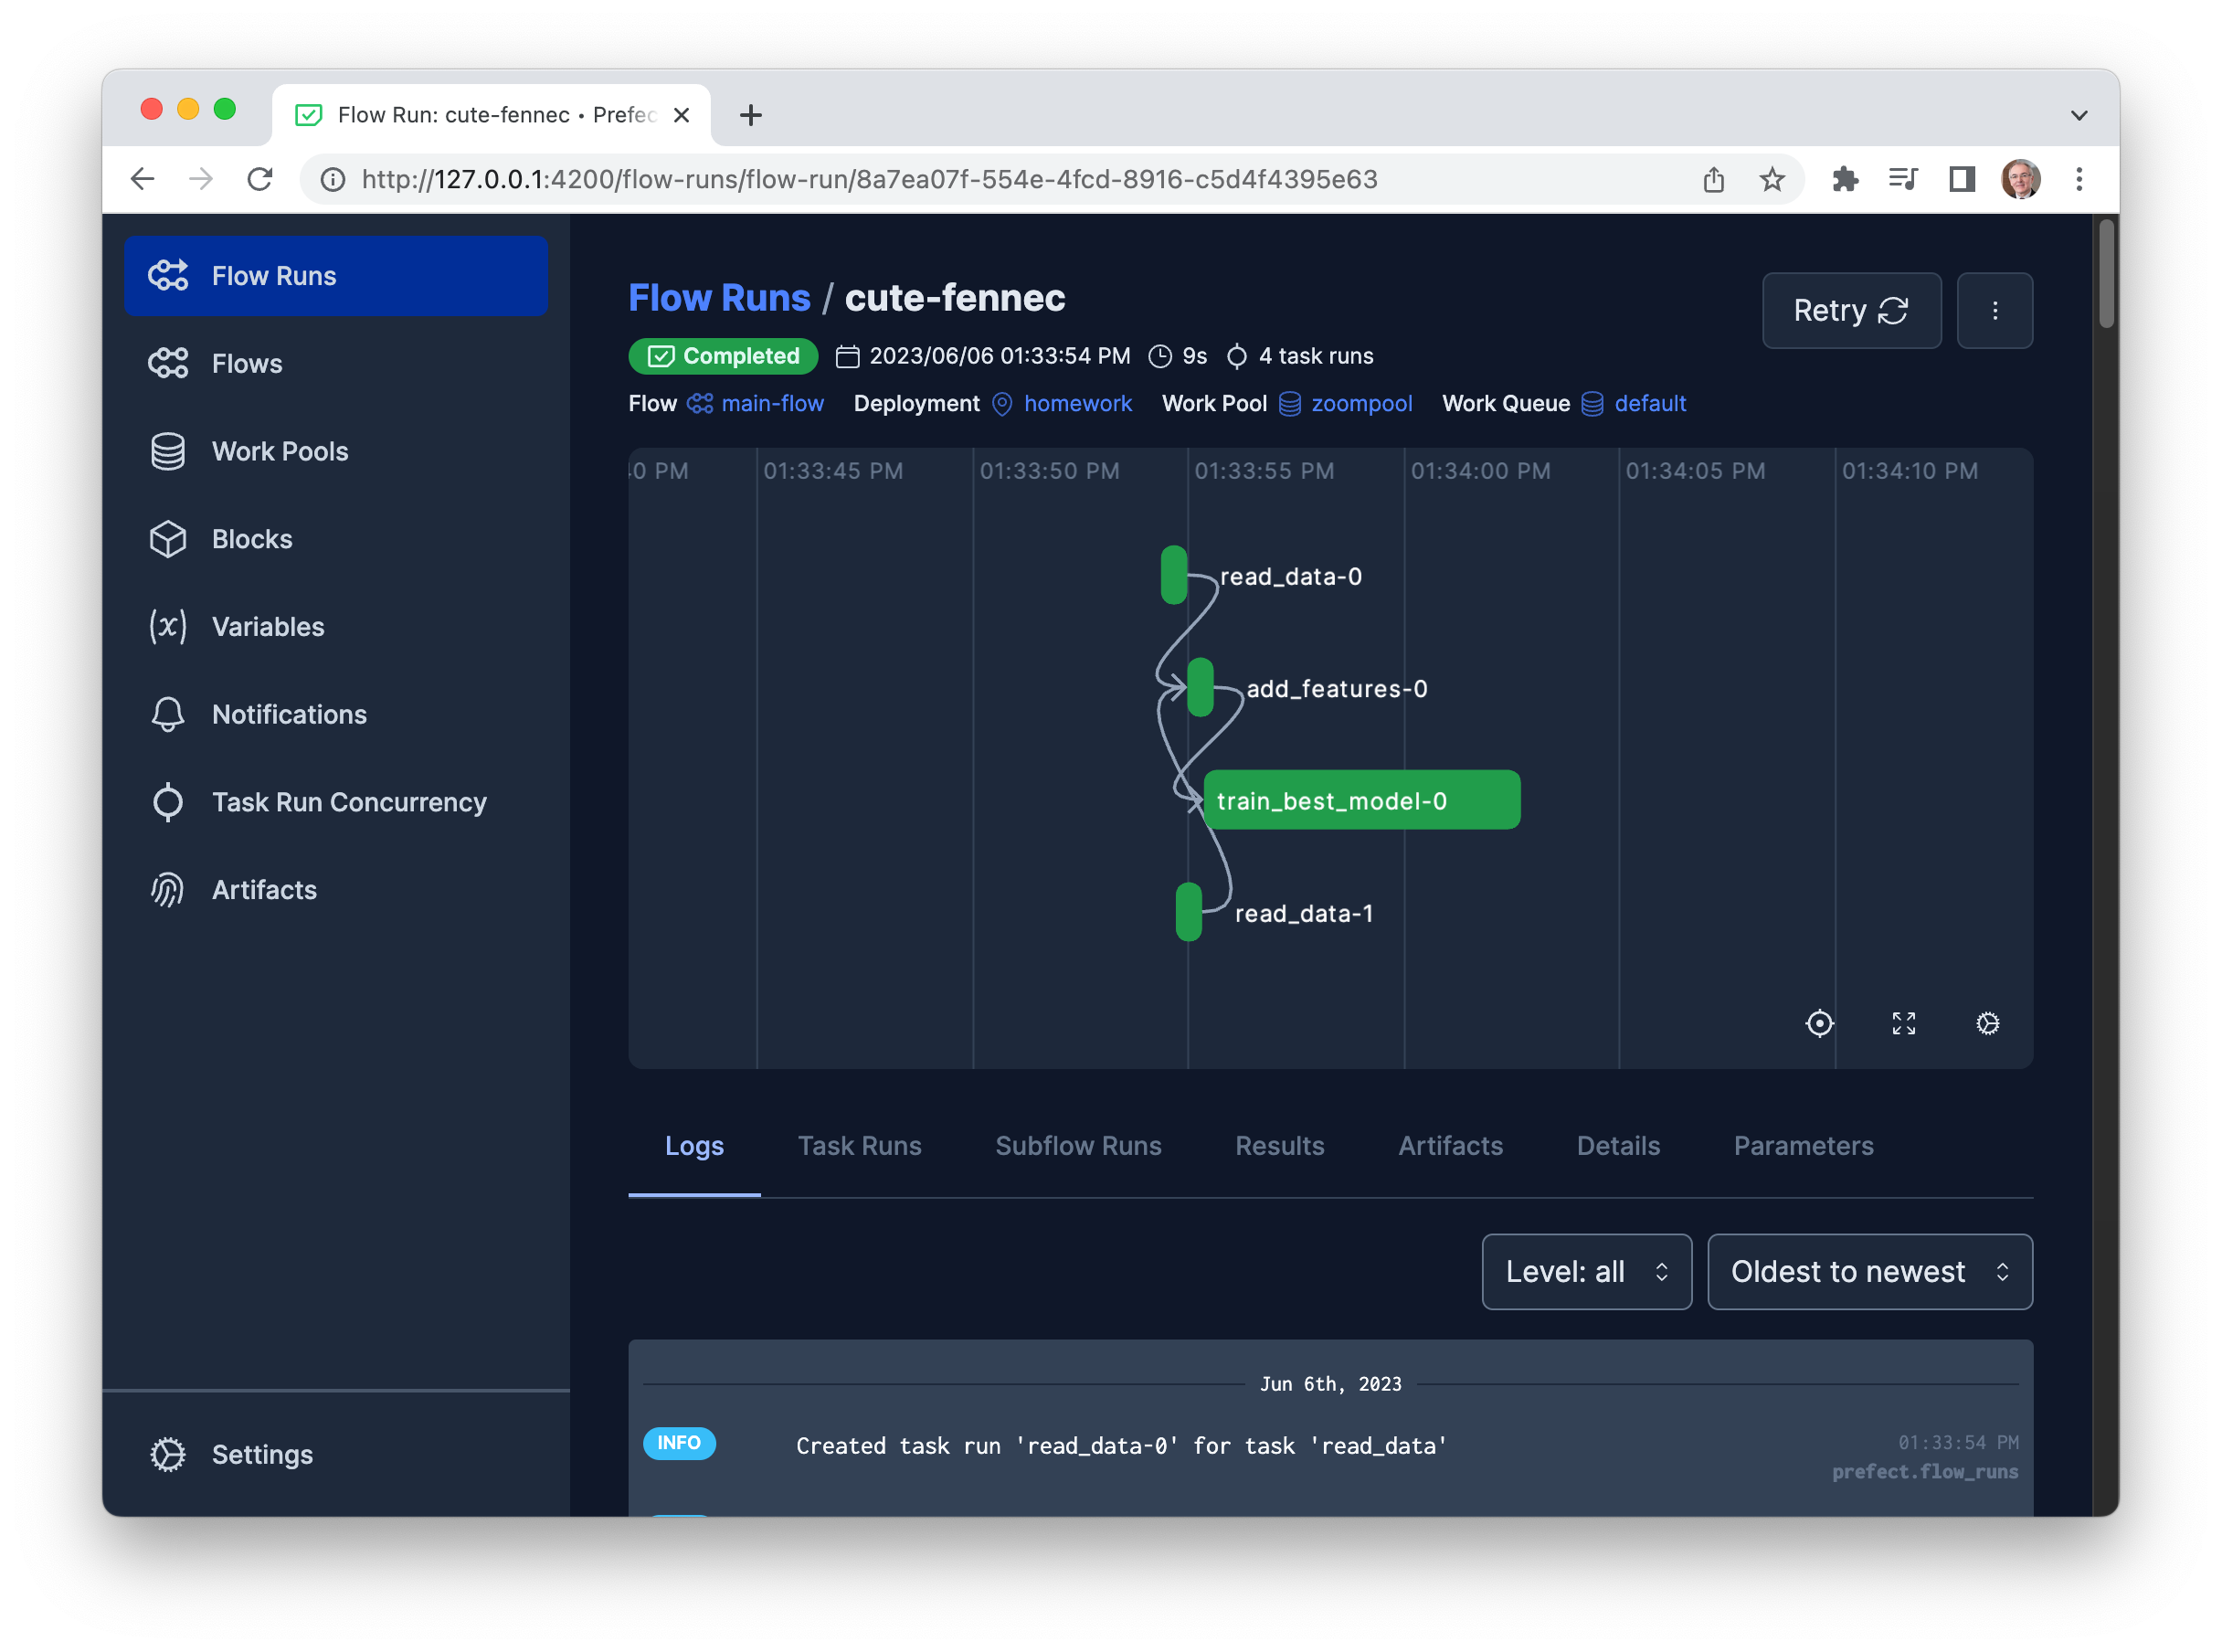 Flow Run: cute-fennec • Prefec
http://127.0.0.1:4200/flow-runs/flow-run/8a7ea07f-554e-4fcd-8916-c5d4f4395e63
Flow Runs
Flows
Work Pools
Blocks
(x) Variables
Notifications
Task Run Concurrency
Artifacts
Settings
Flow Runs / cute-fennec
Retry
Completed 2023/06/06 01:33:54 PM 9s 4 task runs
Flow main-flow Deployment homework Work Pool zoompool Work Queue default
0 PM 01:33:45 PM 01:33:50 PM 01:33:55 PM 01:34:00 PM 01:34:05 PM 01:34:10 PM
read_data-0
add_features-0
train_best_model-0
read_data-1
Logs Task Runs Subflow Runs Results Artifacts Details Parameters
Level: all Oldest to newest
Jun 6th, 2023
INFO Created task run 'read_data-0' for task 'read_data' 01:33:54 PM
prefect.flow_runs